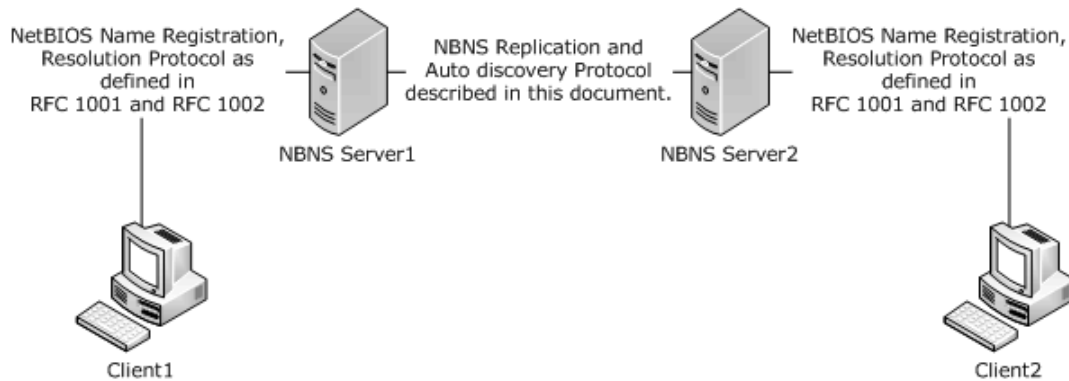 NetBIOS Name Registration,
Resolution Protocol as
defined in
RFC 1001 and RFC 1002
NBNS Replication and
Auto discovery Protocol
described in this document.
NetBIOS Name Registration,
Resolution Protocol as
defined in
RFC 1001 and RFC 1002
NBNS Server1
NBNS Server2
Client1
Client2